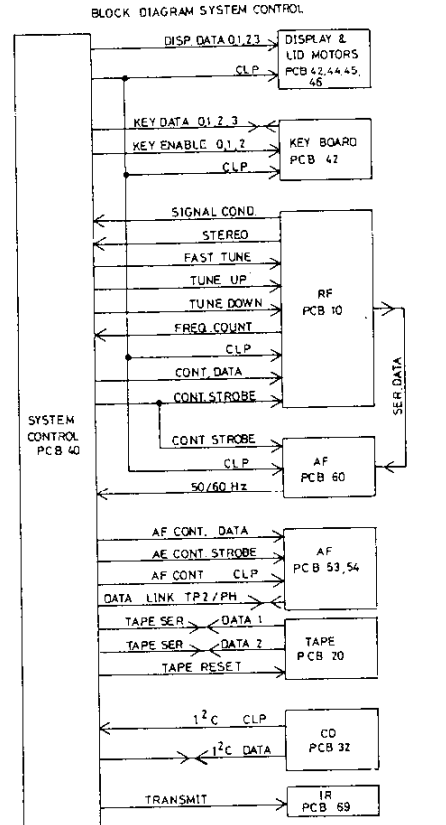 BLOCK DIAGRAM SYSTEM CONTROL
DISP. DATA 0,1,2,3
DISPLAY &
LID MOTORS
PCB 42,44,45,
46
CLP
KEY DATA 0,1,2,3
KEY ENABLE 0,1,2
CLP
KEY BOARD
PCB 42
SIGNAL COND.
STEREO
FAST TUNE
TUNE UP
TUNE DOWN
FREQ. COUNT
CLP
CONT. DATA
CONT. STROBE
RF
PCB 10
SER. DATA
SYSTEM
CONTROL
PCB 40
CONT STROBE
CLP
50/60 Hz
AF
PCB 60
AF CONT. DATA
AF CONT. STROBE
AF CONT CLP
DATA LINK TP2/PH
AF
PCB 53,54
TAPE SER DATA 1
TAPE SER DATA 2
TAPE RESET
TAPE
PCB 20
I²C CLP
I²C DATA
CD
PCB 32
TRANSMIT
IR
PCB 69